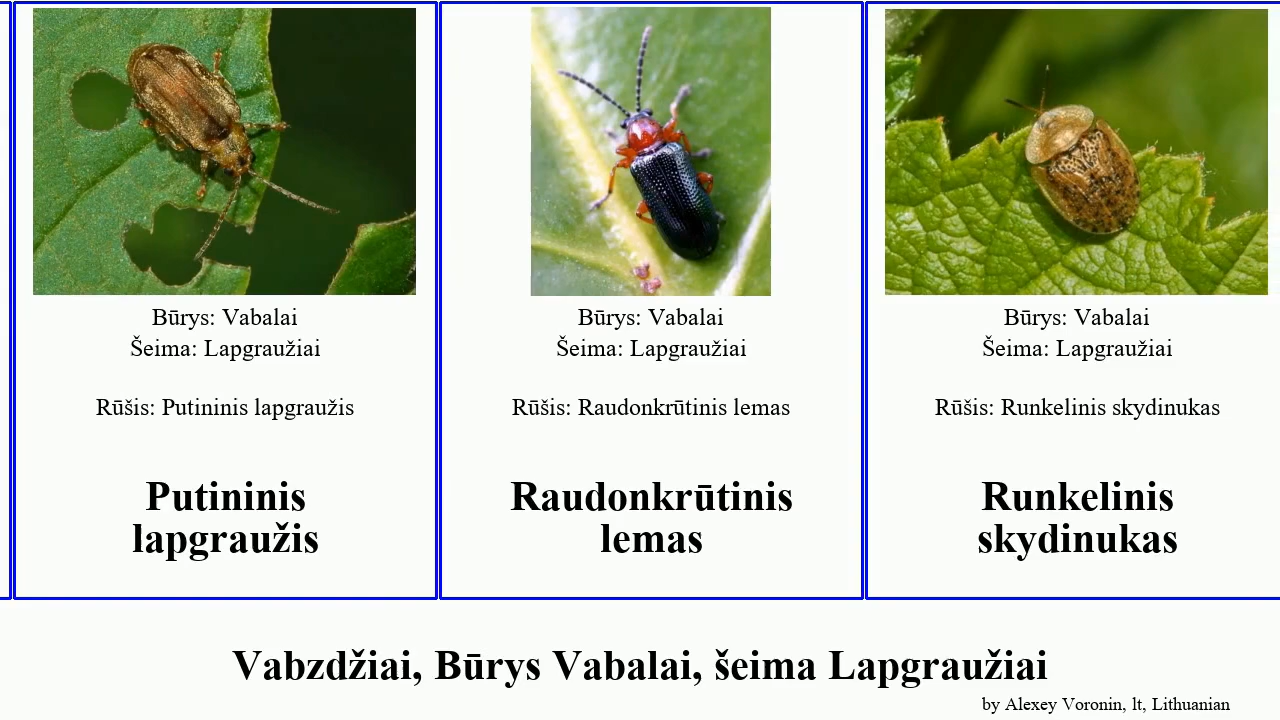 Būrys: Vabalai
Šeima: Lapgraužiai
Rūšis: Putininis lapgraužis
Putininis
lapgraužis
Būrys: Vabalai
Šeima: Lapgraužiai
Rūšis: Raudonkrūtinis lemas
Raudonkrūtinis
lemas
Būrys: Vabalai
Šeima: Lapgraužiai
Rūšis: Runkelinis skydinukas
Runkelinis
skydinukas
Vabzdžiai, Būrys Vabalai, šeima Lapgraužiai
by Alexey Voronin, lt, Lithuanian